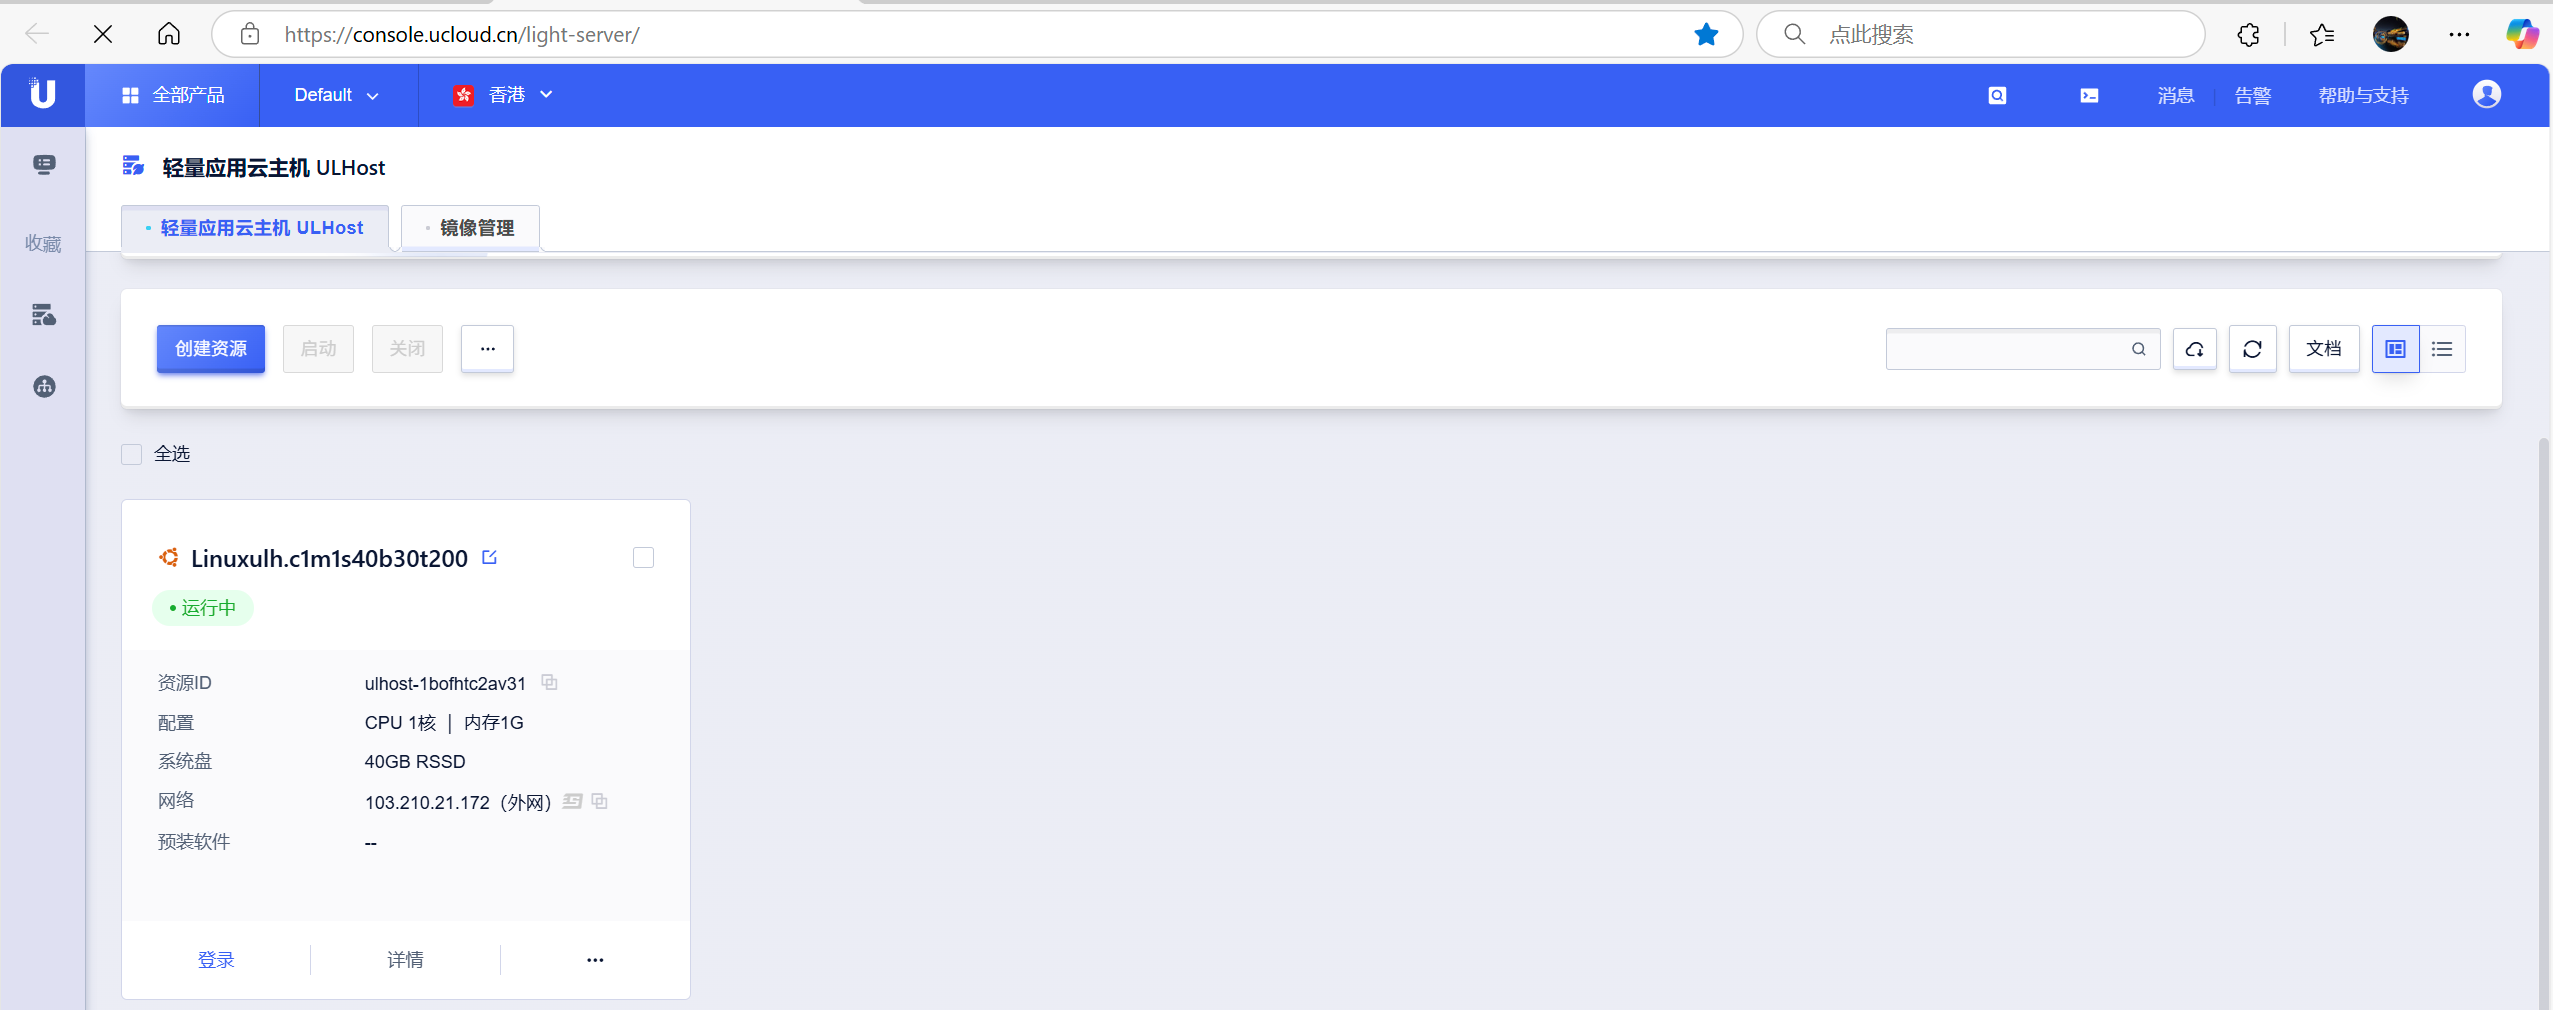 https://console.ucloud.cn/light-server/
点此搜索
全部产品
Default
香港
消息
告警
帮助与支持
轻量应用云主机 ULHost
轻量应用云主机 ULHost
镜像管理
收藏
创建资源
启动
关闭
文档
全选
Linuxulh.c1m1s40b30t200
运行中
资源ID ulhost-1bofhtc2av31
配置 CPU 1核 | 内存1G
系统盘 40GB RSSD
网络 103.210.21.172（外网）
预装软件 --
登录
详情